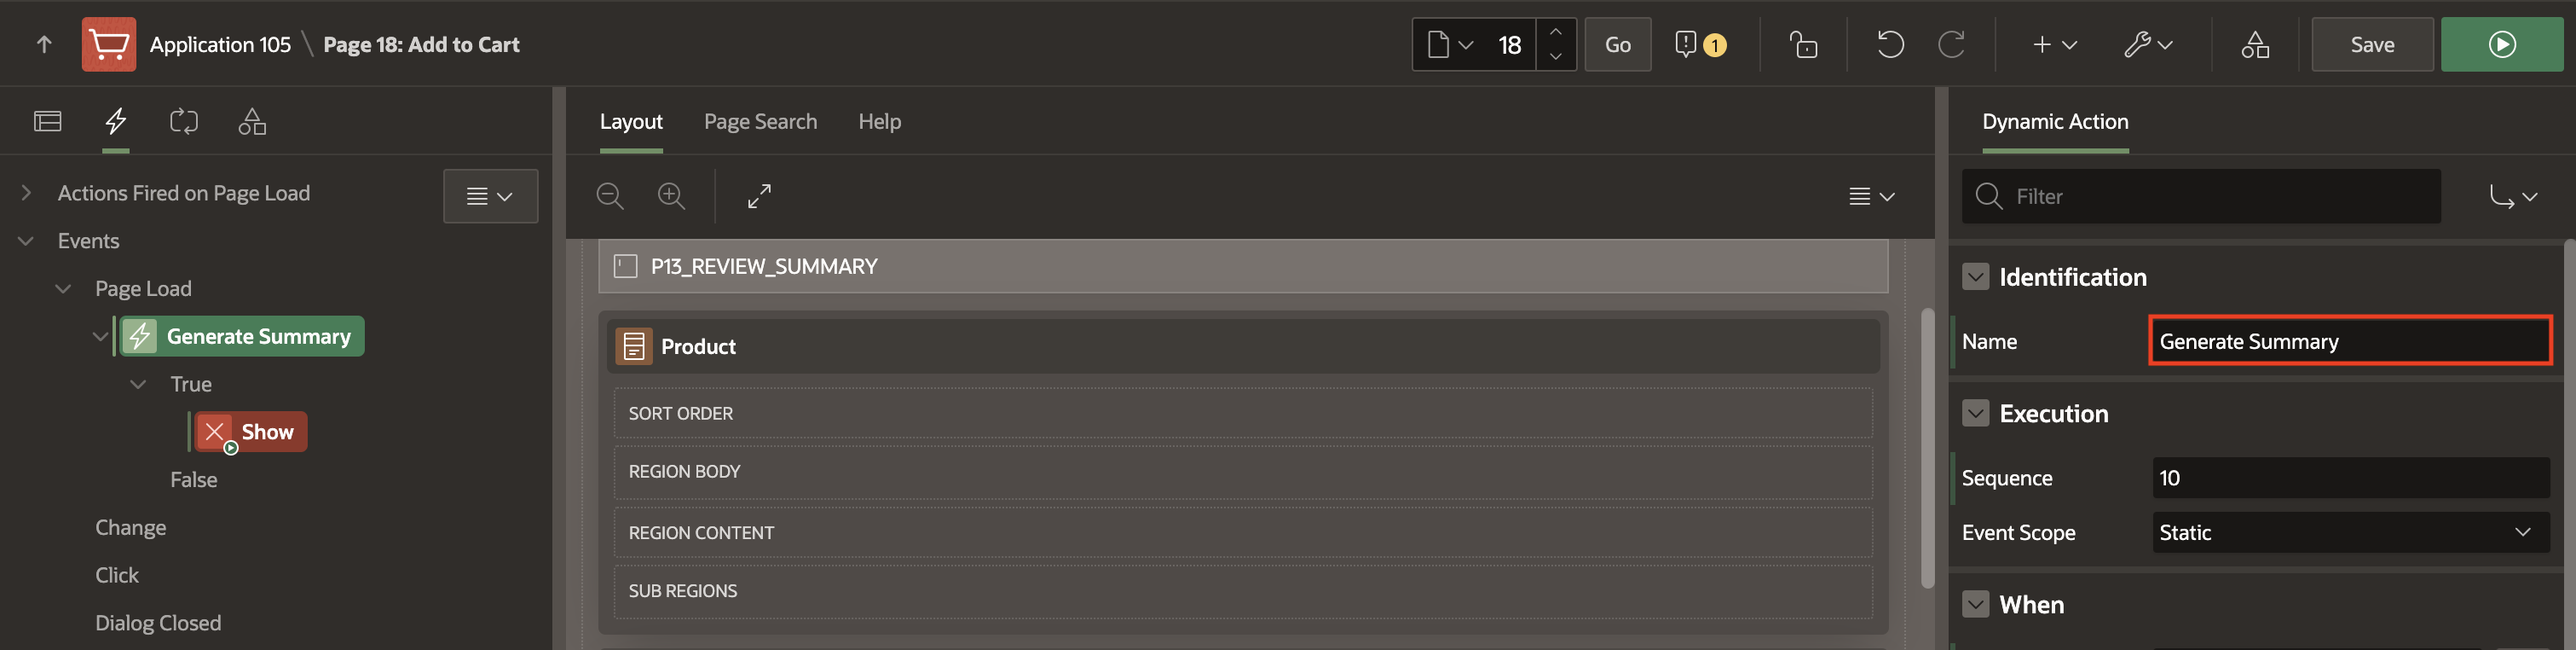 Application 105 \ Page 18: Add to Cart
18
Go
1
Save
Actions Fired on Page Load
Events
Page Load
Generate Summary
True
Show
False
Change
Click
Dialog Closed
Layout
Page Search
Help
P13_REVIEW_SUMMARY
Product
SORT ORDER
REGION BODY
REGION CONTENT
SUB REGIONS
Dynamic Action
Filter
Identification
Name
Generate Summary
Execution
Sequence
10
Event Scope
Static
When